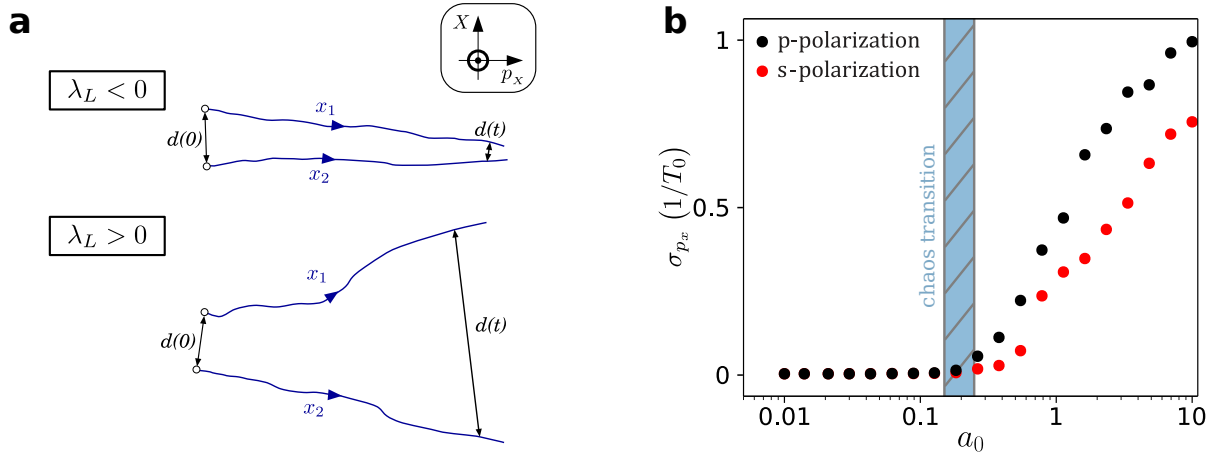 a
X
p_X
λ_L < 0
x_1
d(0)
d(t)
x_2
λ_L > 0
x_1
d(0)
d(t)
x_2
b
p-polarization
s-polarization
chaos transition
σ_{p_x} (1/T_0)
1
0.5
0
0.01
0.1
1
10
a_0